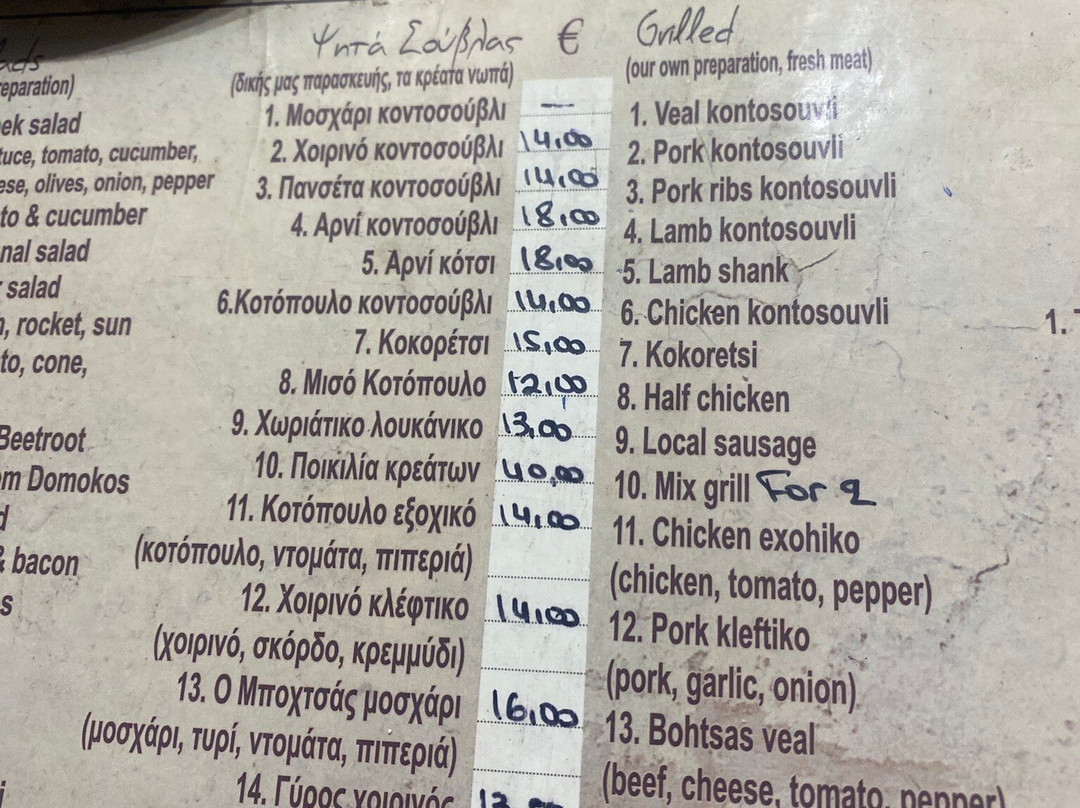 Ψητά Σούβλας € Grilled
(δικής μας παρασκευής, τα κρέατα νωπά) (our own preparation, fresh meat)
eparation)
1. Μοσχάρι κοντοσούβλι — 1. Veal kontosouvli
ek salad
2. Χοιρινό κοντοσούβλι 14,00 2. Pork kontosouvli
tuce, tomato, cucumber,
3. Πανσέτα κοντοσούβλι 14,00 3. Pork ribs kontosouvli
ese, olives, onion, pepper
4. Αρνί κοντοσούβλι 18,00 4. Lamb kontosouvli
to & cucumber
5. Αρνί κότσι 18,00 5. Lamb shank
nal salad
6.Κοτόπουλο κοντοσούβλι 14,00 6. Chicken kontosouvli
salad
7. Κοκορέτσι 15,00 7. Kokoretsi
, rocket, sun
8. Μισό Κοτόπουλο 12,00 8. Half chicken
to, cone,
9. Χωριάτικο λουκάνικο 13,00 9. Local sausage
Beetroot
10. Ποικιλία κρεάτων 40,00 10. Mix grill For 2
om Domokos
11. Κοτόπουλο εξοχικό 14,00 11. Chicken exohiko
(κοτόπουλο, ντομάτα, πιπεριά) (chicken, tomato, pepper)
& bacon
12. Χοιρινό κλέφτικο 14,00 12. Pork kleftiko
(χοιρινό, σκόρδο, κρεμμύδι) (pork, garlic, onion)
13. Ο Μποχτσάς μοσχάρι 16,00 13. Bohtsas veal
(μοσχάρι, τυρί, ντομάτα, πιπεριά) (beef, cheese, tomato, pepper)
14. Γύρος χοιρινός
1.